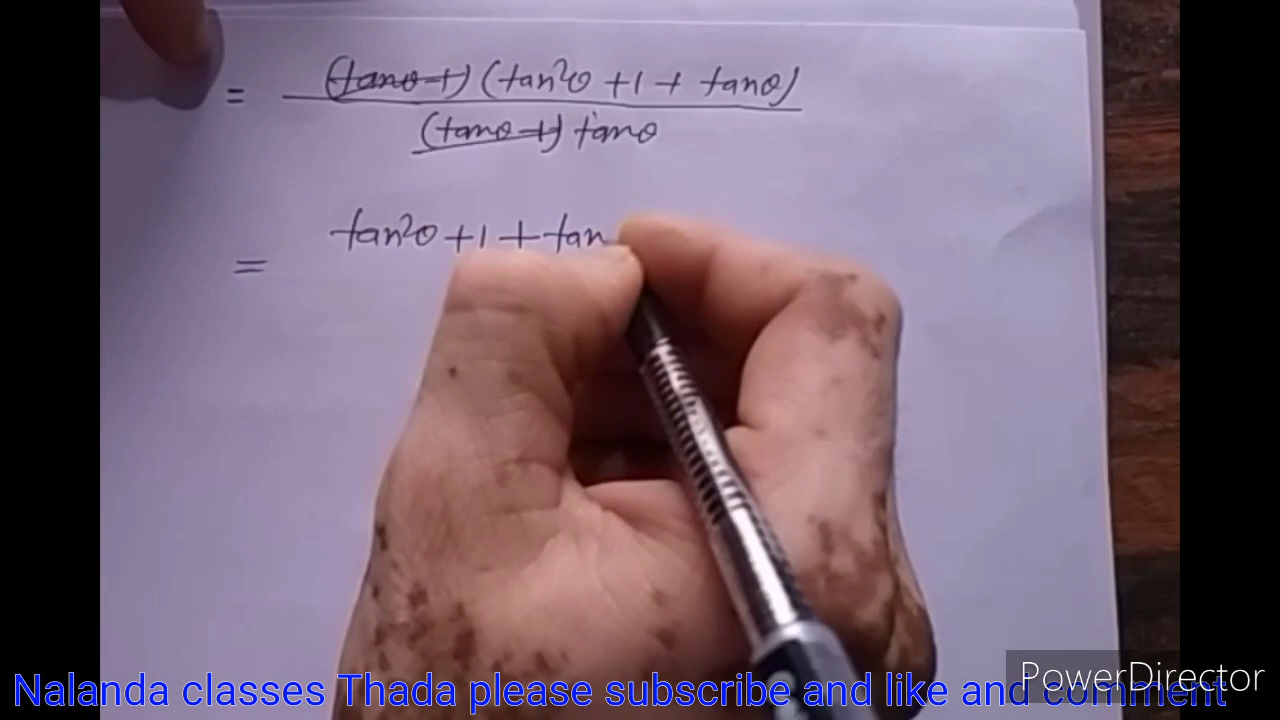 = (tanθ-1) (tan²θ +1 + tanθ)
(tanθ-1) tanθ
= tan²θ +1 + tan
Nalanda classes Thada please subscribe and like and comment
PowerDirector